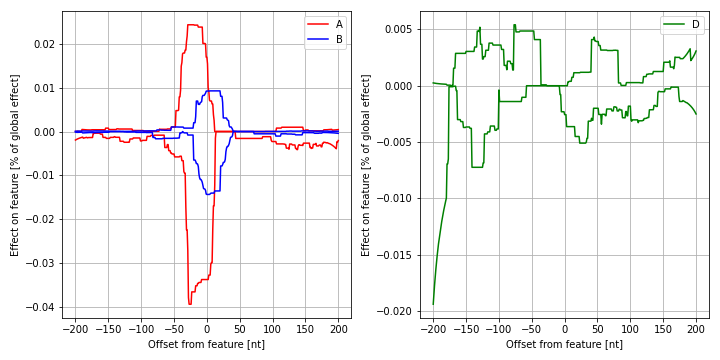 A
B
0.02
0.01
0.00
−0.01
−0.02
−0.03
−0.04
Effect on feature [% of global effect]
−200 −150 −100 −50 0 50 100 150 200
Offset from feature [nt]
D
0.005
0.000
−0.005
−0.010
−0.015
−0.020
Effect on feature [% of global effect]
−200 −150 −100 −50 0 50 100 150 200
Offset from feature [nt]